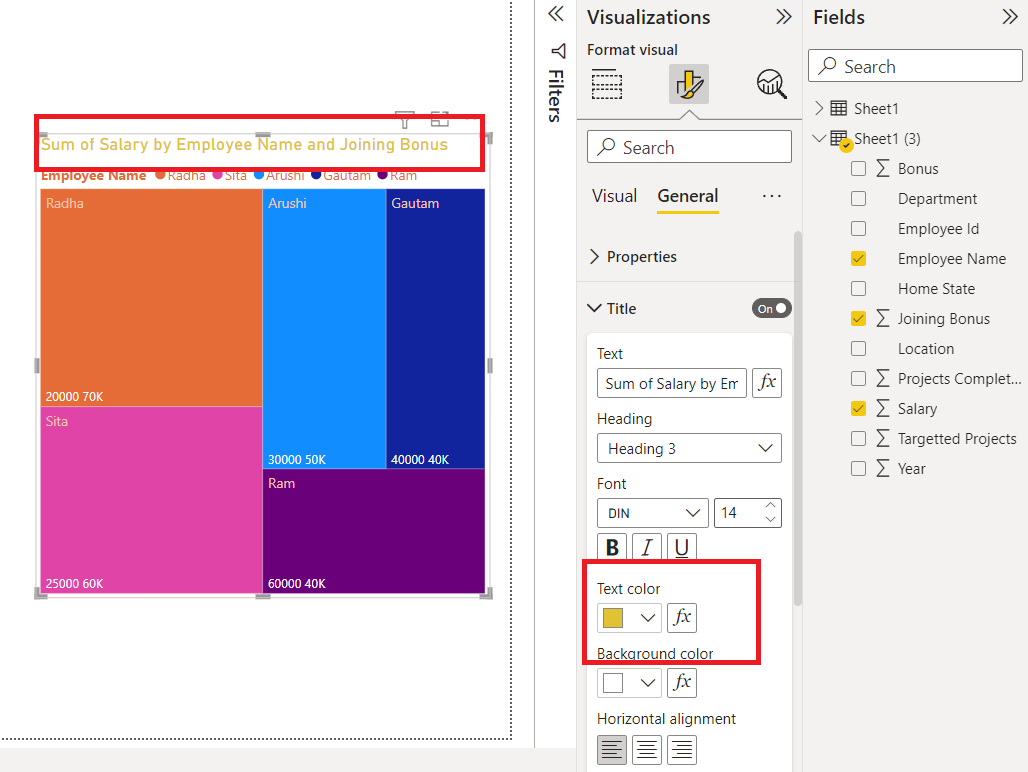 Sum of Salary by Employee Name and Joining Bonus
Employee Name Radha Sita Arushi Gautam Ram
Radha
20000 70K
Sita
25000 60K
Arushi
30000 50K
Gautam
40000 40K
Ram
60000 40K
Filters
Visualizations
Format visual
Search
Visual General ...
Properties
Title On
Text
Sum of Salary by Em fx
Heading
Heading 3
Font
DIN 14
B I U
Text color
fx
Background color
fx
Horizontal alignment
Fields
Search
Sheet1
Sheet1 (3)
Bonus
Department
Employee Id
Employee Name
Home State
Joining Bonus
Location
Projects Complet...
Salary
Targetted Projects
Year